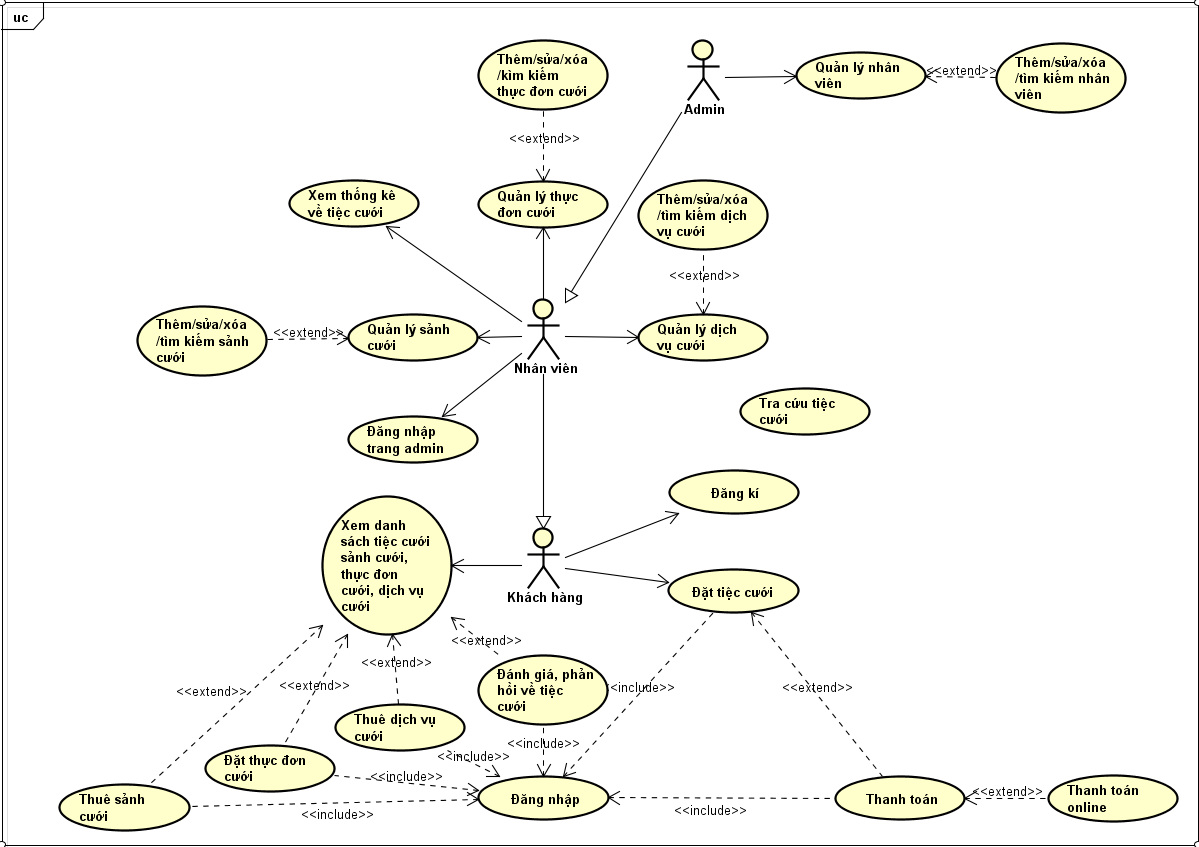 uc
Thêm/sửa/xóa
/kìm kiếm
thực đơn cưới
Admin
Quản lý nhân
viên
<<extend>>
Thêm/sửa/xóa
/tìm kiếm nhân
viên
<<extend>>
Xem thống kê
về tiệc cưới
Quản lý thực
đơn cưới
Thêm/sửa/xóa
/tìm kiếm dịch
vụ cưới
<<extend>>
Thêm/sửa/xóa
/tìm kiếm sảnh
cưới
<<extend>>
Quản lý sảnh
cưới
Nhân viên
Quản lý dịch
vụ cưới
Tra cứu tiệc
cưới
Đăng nhập
trang admin
Đăng kí
Xem danh
sách tiệc cưới
sảnh cưới,
thực đơn
cưới, dịch vụ
cưới
Khách hàng
Đặt tiệc cưới
<<extend>>
<<extend>>
<<extend>>
<<extend>>
Đánh giá, phản
hồi về tiệc
cưới
<include>>
<<extend>>
Thuê dịch vụ
cưới
<<include>>
<<include>>
Đặt thực đơn
cưới
<<include>>
Thuê sảnh
cưới
<<include>>
Đăng nhập
<<include>>
Thanh toán
<<extend>>
Thanh toán
online